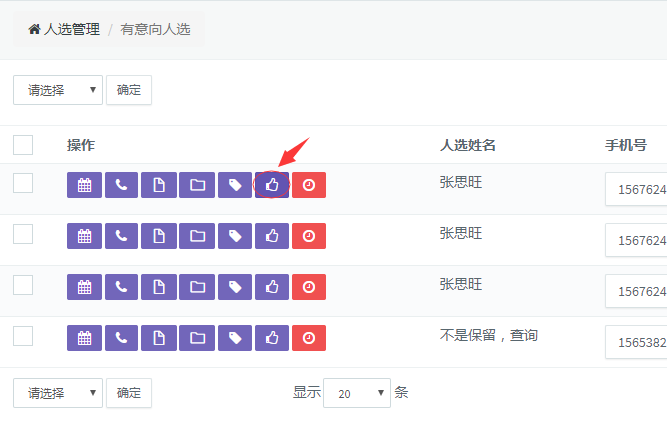 人选管理 / 有意向人选
请选择 确定
操作 人选姓名 手机号
张思旺 1567624
张思旺 1567624
张思旺 1567624
不是保留，查询 1565382
请选择 确定 显示 20 条